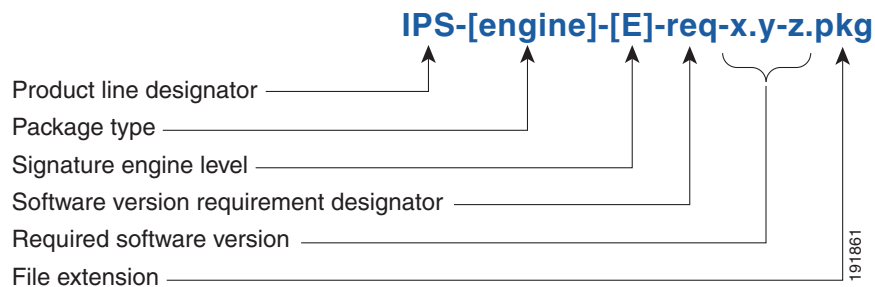 IPS-[engine]-[E]-req-x.y-z.pkg
Product line designator
Package type
Signature engine level
Software version requirement designator
Required software version
File extension
191861